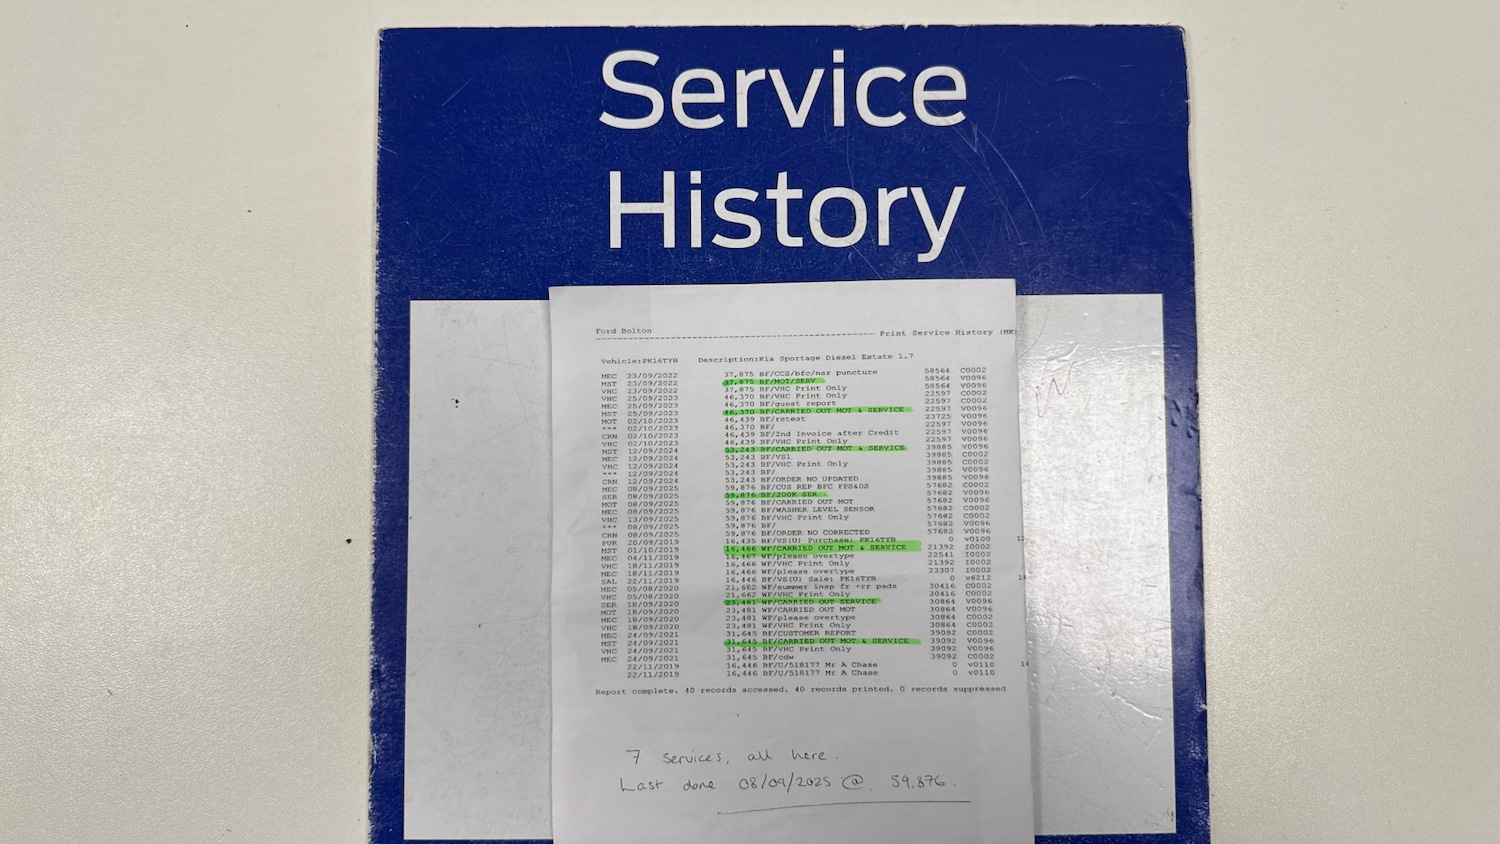 Service
History
Ford Bolton
---------------------------------------- Print Service History (MK
Vehicle:PK16TYB Description:Kia Sportage Diesel Estate 1.7
MEC 23/09/2022 37,875 BF/CCS/bfc/nsr puncture 58564 C0002
MST 23/09/2022 37,875 BF/MOT/SERV 58564 V0096
VHC 23/09/2022 37,875 BF/VHC Print Only 58564 C0002
VHC 25/09/2023 46,370 BF/VHC Print Only 22597 C0002
MEC 25/09/2023 46,370 BF/guest report 22597 C0002
MST 25/09/2023 46,370 BF/CARRIED OUT MOT & SERVICE 22597 V0096
MOT 02/10/2023 46,439 BF/retest 23725 V0096
*** 02/10/2023 46,370 BF/ 22597 V0096
CRN 02/10/2023 46,439 BF/2nd Invoice after Credit 22597 V0096
VHC 02/10/2023 46,439 BF/VHC Print Only 22597 V0096
MST 12/09/2024 53,243 BF/CARRIED OUT MOT & SERVICE 39885 V0096
MEC 12/09/2024 53,243 BF/VS1 39885 C0002
VHC 12/09/2024 53,243 BF/VHC Print Only 39885 C0002
*** 12/09/2024 53,243 BF/ 39885 V0096
CRN 12/09/2024 53,243 BF/ORDER NO UPDATED 39885 V0096
MEC 08/09/2025 59,876 BF/CUS REP BFC FPS&DS 57682 C0002
SER 08/09/2025 59,876 BF/200K SER 57682 V0096
MOT 08/09/2025 59,876 BF/CARRIED OUT MOT 57682 V0096
MEC 08/09/2025 59,876 BF/WASHER LEVEL SENSOR 57682 C0002
VHC 13/09/2025 59,876 BF/VHC Print Only 57682 C0002
*** 08/09/2025 59,876 BF/ 57682 V0096
CRN 08/09/2025 59,876 BF/ORDER NO CORRECTED 57682 V0096
PUR 20/09/2019 16,435 BF/VS(U) Purchase: PK16TYB 0 v0100 1
MST 01/10/2019 16,466 WF/CARRIED OUT MOT & SERVICE 21392 I0002
MEC 04/11/2019 16,467 WF/please overtype 22541 I0002
VHC 18/11/2019 16,466 WF/VHC Print Only 21392 I0002
MEC 18/11/2019 16,466 WF/please overtype 23307 I0002
SAL 22/11/2019 16,446 BF/VS(U) Sale: PK16TYB 0 v6212 1
MEC 05/08/2020 21,662 WF/summer insp fr +rr pads 30416 C0002
VHC 05/08/2020 21,662 WF/VHC Print Only 30416 C0002
SER 18/09/2020 23,481 WF/CARRIED OUT SERVICE 30864 V0096
MOT 18/09/2020 23,481 WF/CARRIED OUT MOT 30864 V0096
MEC 18/09/2020 23,481 WF/please overtype 30864 C0002
VHC 18/09/2020 23,481 WF/VHC Print Only 30864 C0002
MEC 24/09/2021 31,645 BF/CUSTOMER REPORT 39092 C0002
MST 24/09/2021 31,645 BF/CARRIED OUT MOT & SERVICE 39092 V0096
VHC 24/09/2021 31,645 BF/VHC Print Only 39092 C0002
MEC 24/09/2021 31,645 BF/cdw 39092 C0002
22/11/2019 16,446 BF/U/518177 Mr A Chase 0 v0110 1
22/11/2019 16,446 BF/U/518177 Mr A Chase 0 v0110
Report complete. 40 records accessed, 40 records printed, 0 records suppressed
7 services, all here.
Last done 08/09/2025 @ 59,876.